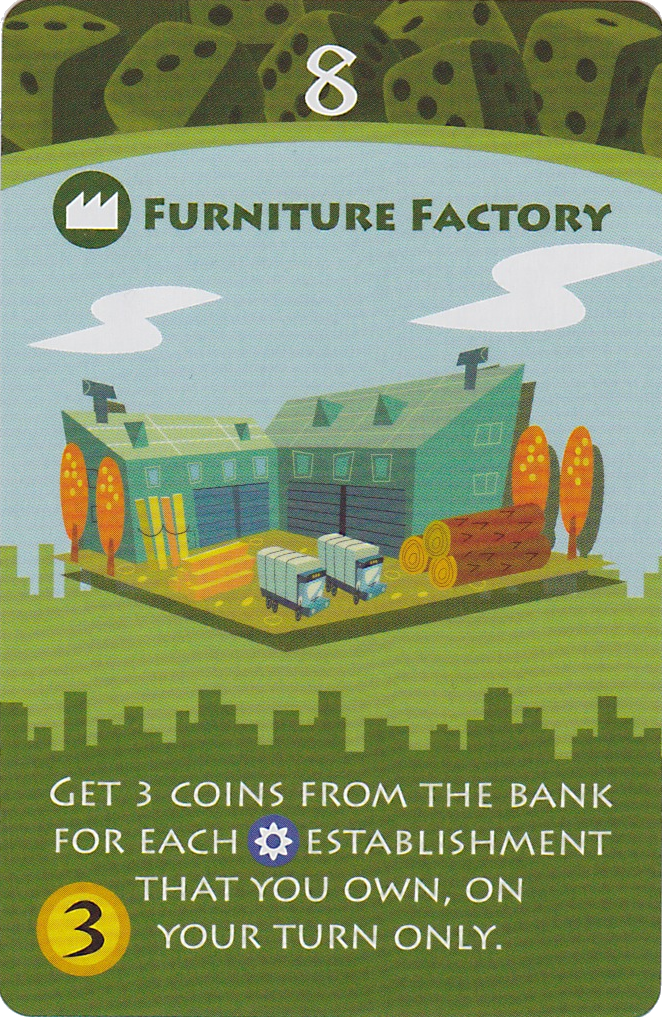 8
FURNITURE FACTORY
GET 3 COINS FROM THE BANK
FOR EACH ESTABLISHMENT
THAT YOU OWN, ON
3 YOUR TURN ONLY.